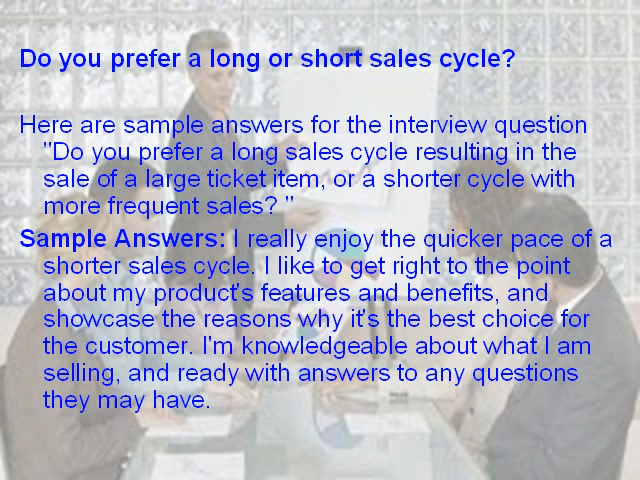 Do you prefer a long or short sales cycle?
Here are sample answers for the interview question
"Do you prefer a long sales cycle resulting in the
sale of a large ticket item, or a shorter cycle with
more frequent sales? "
Sample Answers: I really enjoy the quicker pace of a
shorter sales cycle. I like to get right to the point
about my product's features and benefits, and
showcase the reasons why it's the best choice for
the customer. I'm knowledgeable about what I am
selling, and ready with answers to any questions
they may have.